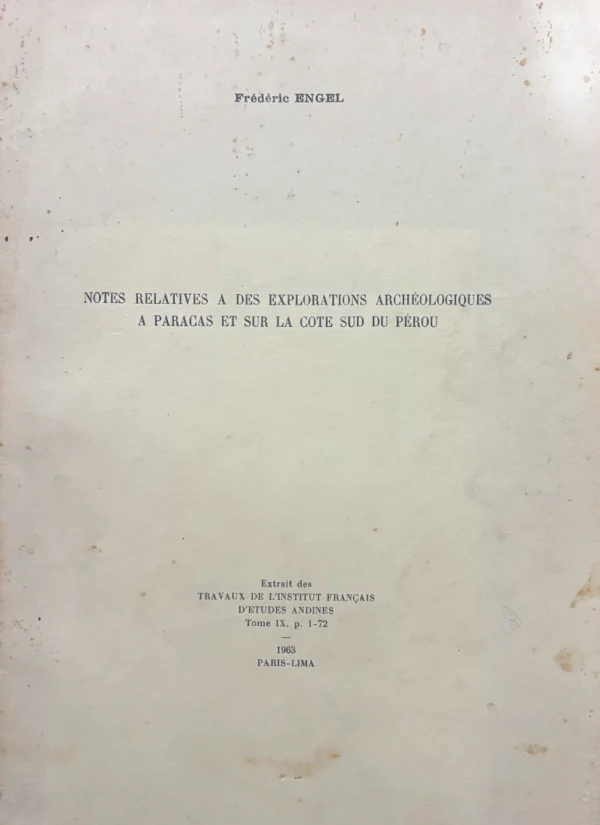 Frédéric ENGEL
NOTES RELATIVES A DES EXPLORATIONS ARCHÉOLOGIQUES
A PARACAS ET SUR LA COTE SUD DU PÉROU
Extrait des
TRAVAUX DE L'INSTITUT FRANÇAIS
D'ETUDES ANDINES
Tome IX, p. 1-72
—
1963
PARIS-LIMA